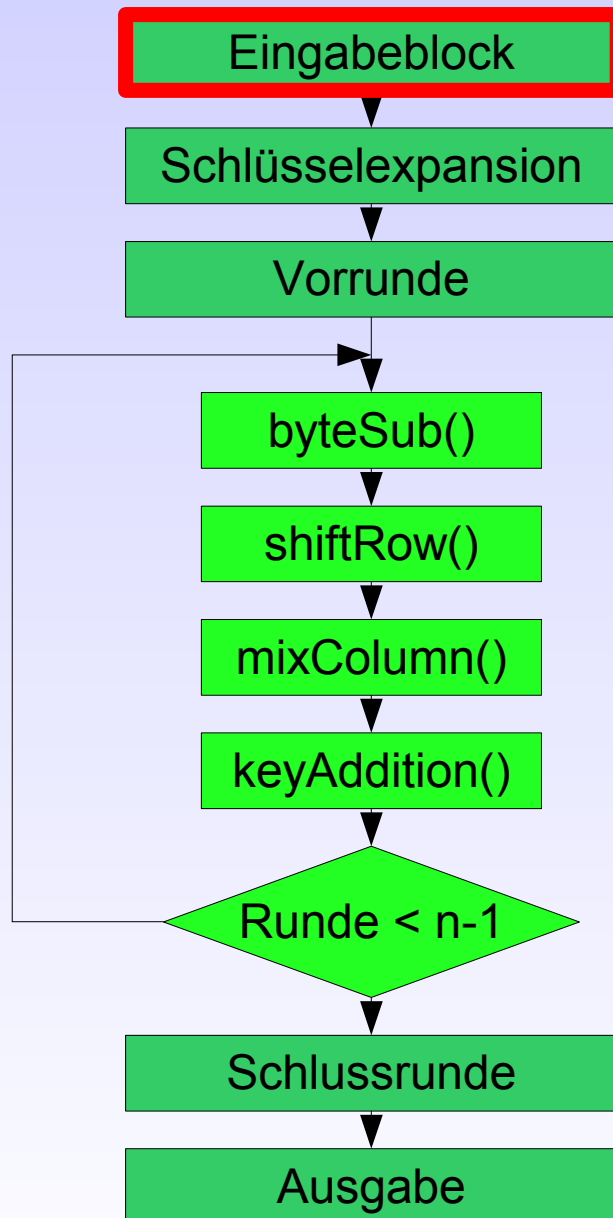 Eingabeblock
Schlüsselexpansion
Vorrunde
byteSub()
shiftRow()
mixColumn()
keyAddition()
Runde < n-1
Schlussrunde
Ausgabe